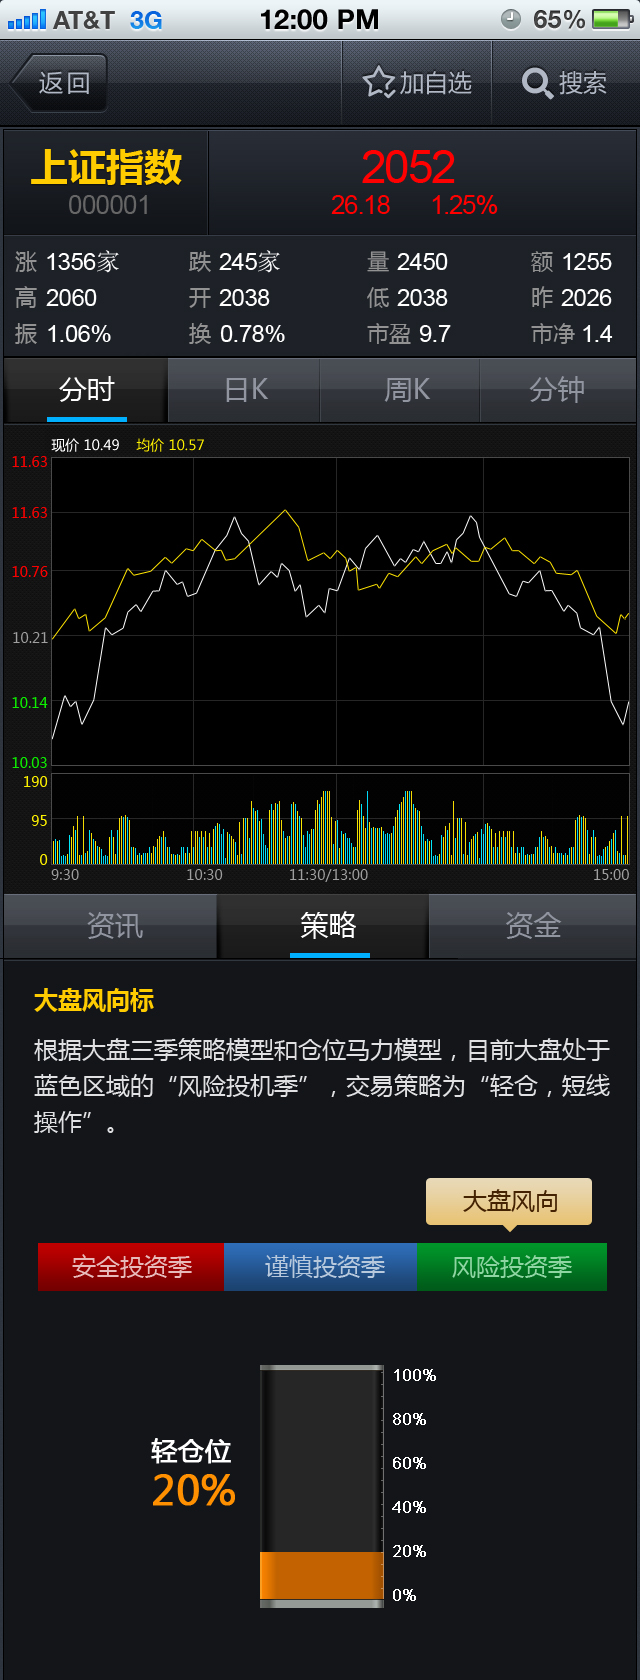 AT&T 3G 12:00 PM 65%
返回 加自选 搜索
上证指数 2052
000001 26.18 1.25%
涨 1356家 跌 245家 量 2450 额 1255
高 2060 开 2038 低 2038 昨 2026
振 1.06% 换 0.78% 市盈 9.7 市净 1.4
分时 日K 周K 分钟
现价 10.49 均价 10.57
11.63
11.63
10.76
10.21
10.14
10.03
190
95
0
9:30 10:30 11:30/13:00 15:00
资讯 策略 资金
大盘风向标
根据大盘三季策略模型和仓位马力模型，目前大盘处于
蓝色区域的“风险投机季”，交易策略为“轻仓，短线
操作”。
大盘风向
安全投资季 谨慎投资季 风险投资季
100%
80%
轻仓位
60%
20%
40%
20%
0%